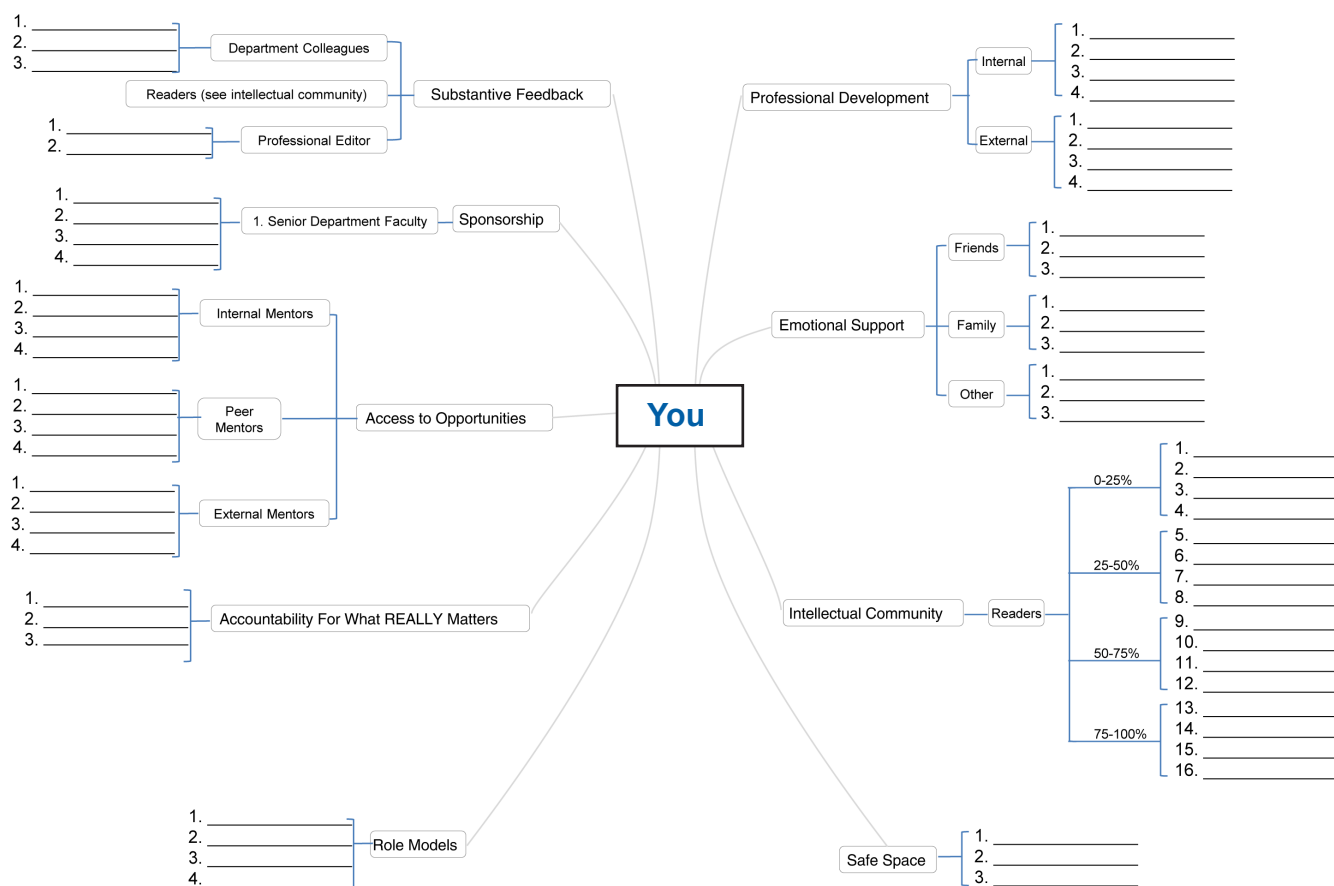 1.
2.
3.
Department Colleagues
Readers (see intellectual community)
Substantive Feedback
1.
2.
Professional Editor
1.
2.
3.
4.
1. Senior Department Faculty
Sponsorship
1.
2.
3.
4.
Internal Mentors
1.
2.
3.
4.
Peer
Mentors
Access to Opportunities
1.
2.
3.
4.
External Mentors
1.
2.
3.
Accountability For What REALLY Matters
1.
2.
3.
4.
Role Models
You
Professional Development
Internal
1.
2.
3.
4.
External
1.
2.
3.
4.
Emotional Support
Friends
1.
2.
3.
Family
1.
2.
3.
Other
1.
2.
3.
Intellectual Community
Readers
0-25%
1.
2.
3.
4.
25-50%
5.
6.
7.
8.
50-75%
9.
10.
11.
12.
75-100%
13.
14.
15.
16.
Safe Space
1.
2.
3.